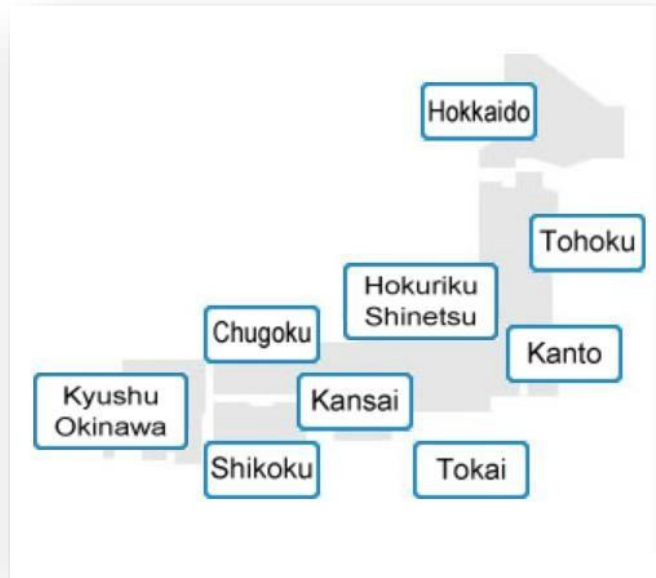 Hokkaido
Tohoku
Hokuriku
Shinetsu
Chugoku
Kanto
Kyushu
Okinawa
Kansai
Shikoku
Tokai